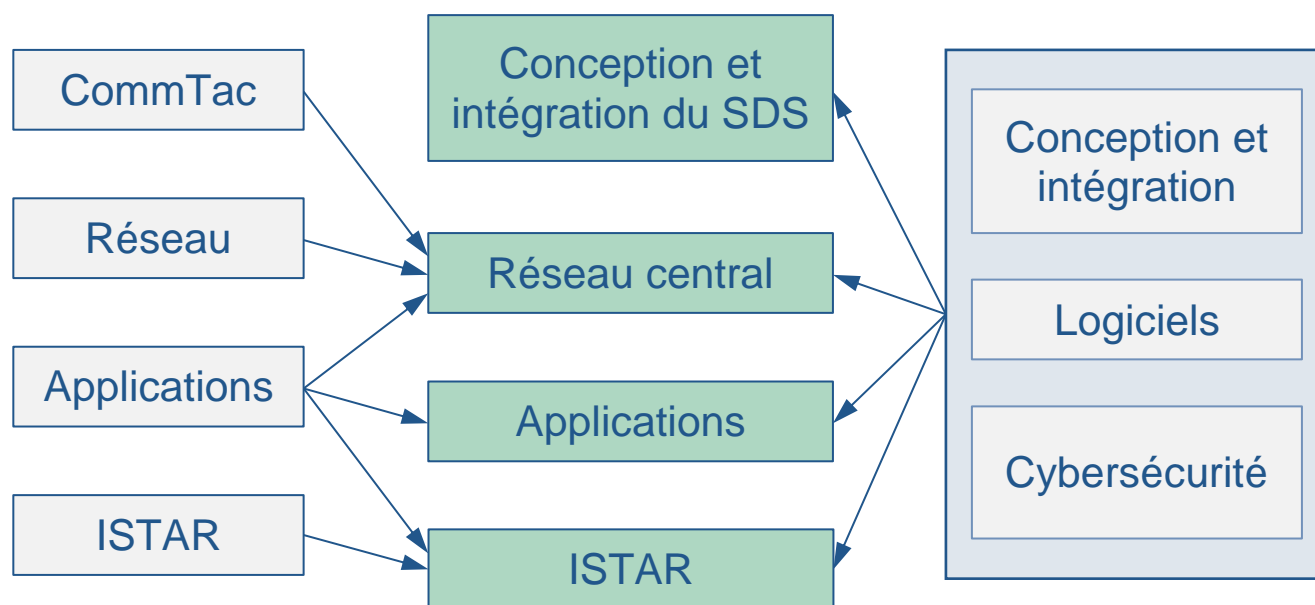 CommTac
Réseau
Applications
ISTAR
Conception et
intégration du SDS
Réseau central
Applications
ISTAR
Conception et
intégration
Logiciels
Cybersécurité